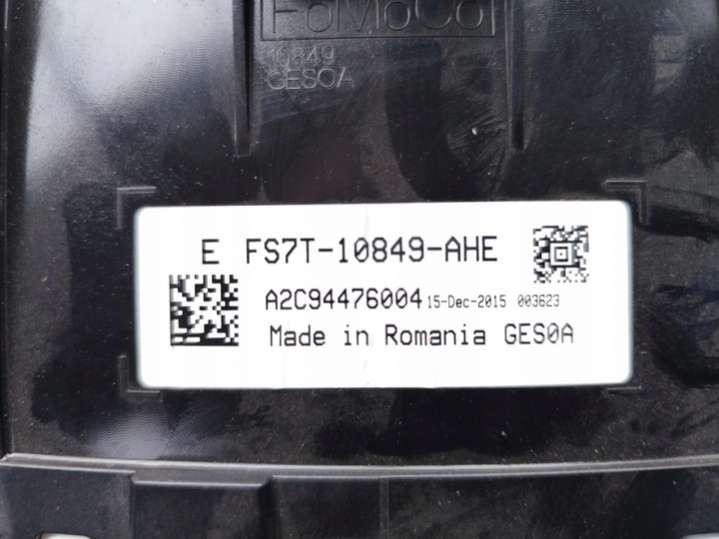 FoMoCo
10849
GES0A
E FS7T-10849-AHE
A2C94476004 15-Dec-2015 003623
Made in Romania GES0A